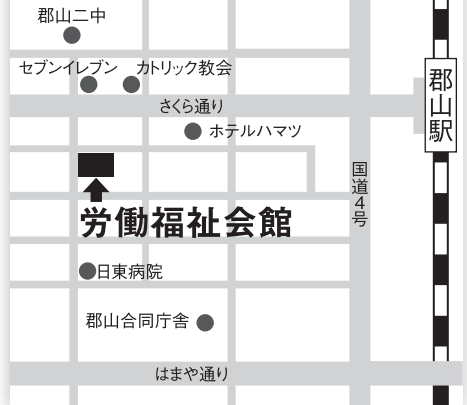 郡山二中
セブンイレブン
カトリック教会
さくら通り
ホテルハマツ
郡山駅
国道4号
労働福祉会館
日東病院
郡山合同庁舎
はまや通り